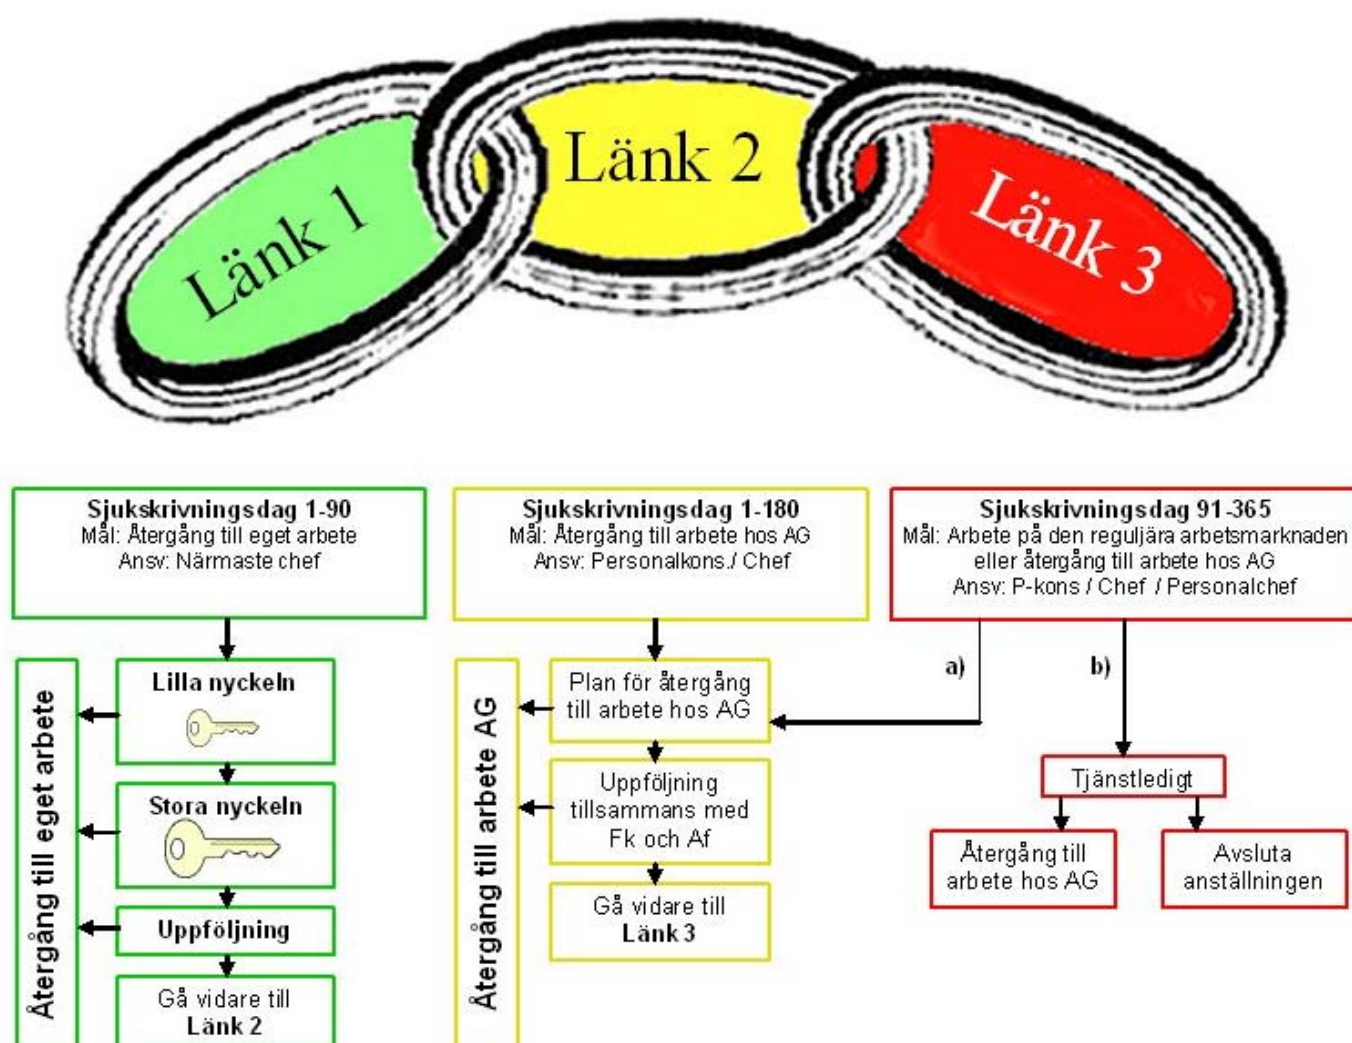 Länk 1
Länk 2
Länk 3
Sjukskrivningsdag 1-90
Mål: Återgång till eget arbete
Ansv: Närmaste chef
Återgång till eget arbete
Lilla nyckeln
Stora nyckeln
Uppföljning
Gå vidare till
Länk 2
Sjukskrivningsdag 1-180
Mål: Återgång till arbete hos AG
Ansv: Personalkons./ Chef
Återgång till arbete AG
Plan för återgång
till arbete hos AG
Uppföljning
tillsammans med
Fk och Af
Gå vidare till
Länk 3
Sjukskrivningsdag 91-365
Mål: Arbete på den reguljära arbetsmarknaden
eller återgång till arbete hos AG
Ansv: P-kons / Chef / Personalchef
a)
b)
Tjänstledigt
Återgång till
arbete hos AG
Avsluta
anställningen